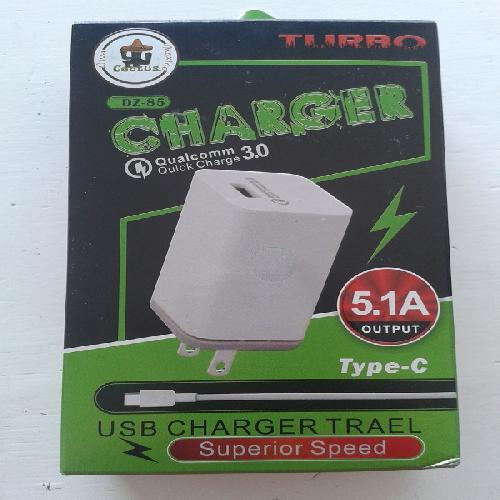 TURBO
DZ-85
CHARGER
Qualcomm
Quick Charge 3.0
5.1A
OUTPUT
Type-C
USB CHARGER TRAEL
Superior Speed